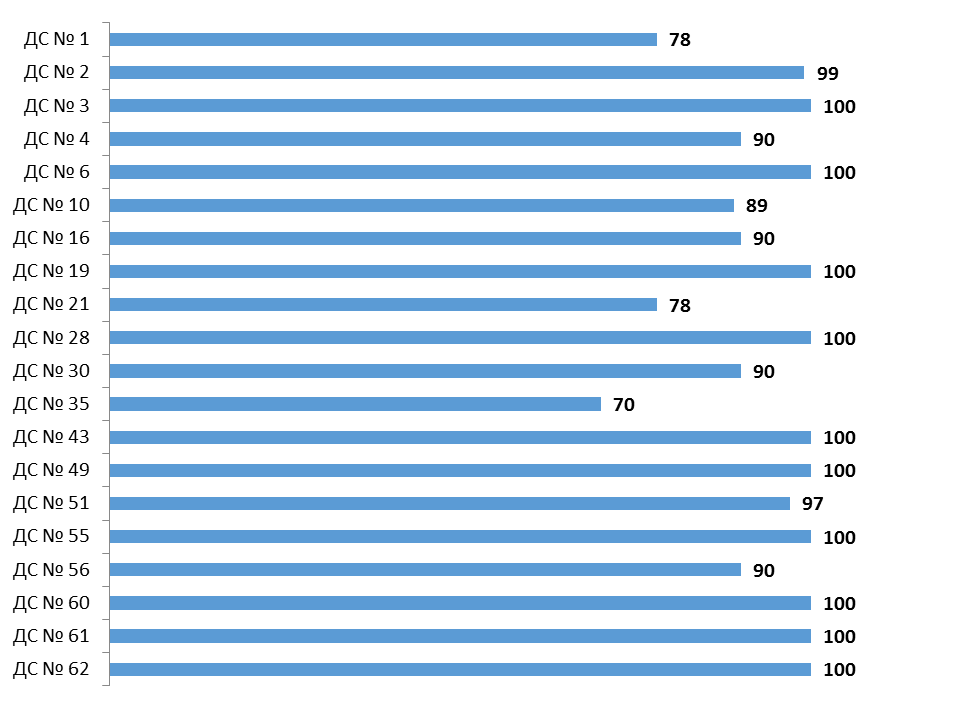 ДС № 1 78
ДС № 2 99
ДС № 3 100
ДС № 4 90
ДС № 6 100
ДС № 10 89
ДС № 16 90
ДС № 19 100
ДС № 21 78
ДС № 28 100
ДС № 30 90
ДС № 35 70
ДС № 43 100
ДС № 49 100
ДС № 51 97
ДС № 55 100
ДС № 56 90
ДС № 60 100
ДС № 61 100
ДС № 62 100